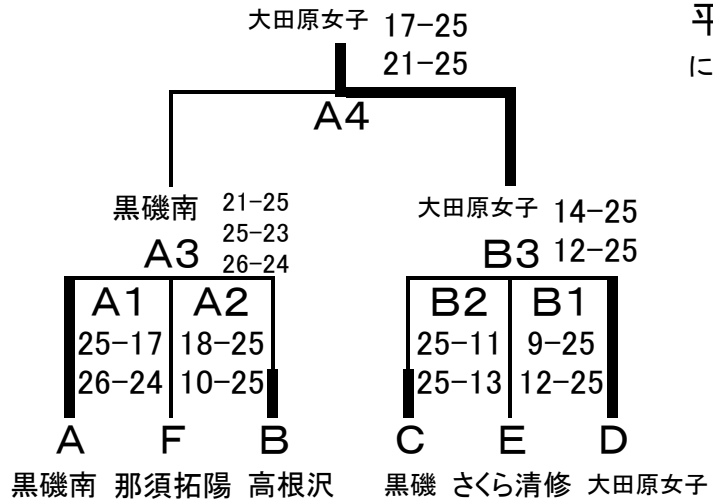 大田原女子 17-25
21-25
平
に
A4
黒磯南 21-25
25-23
26-24
A3
大田原女子 14-25
12-25
B3
A1 A2
25-17 18-25
26-24 10-25
B2 B1
25-11 9-25
25-13 12-25
A F B C E D
黒磯南 那須拓陽 高根沢 黒磯 さくら清修 大田原女子